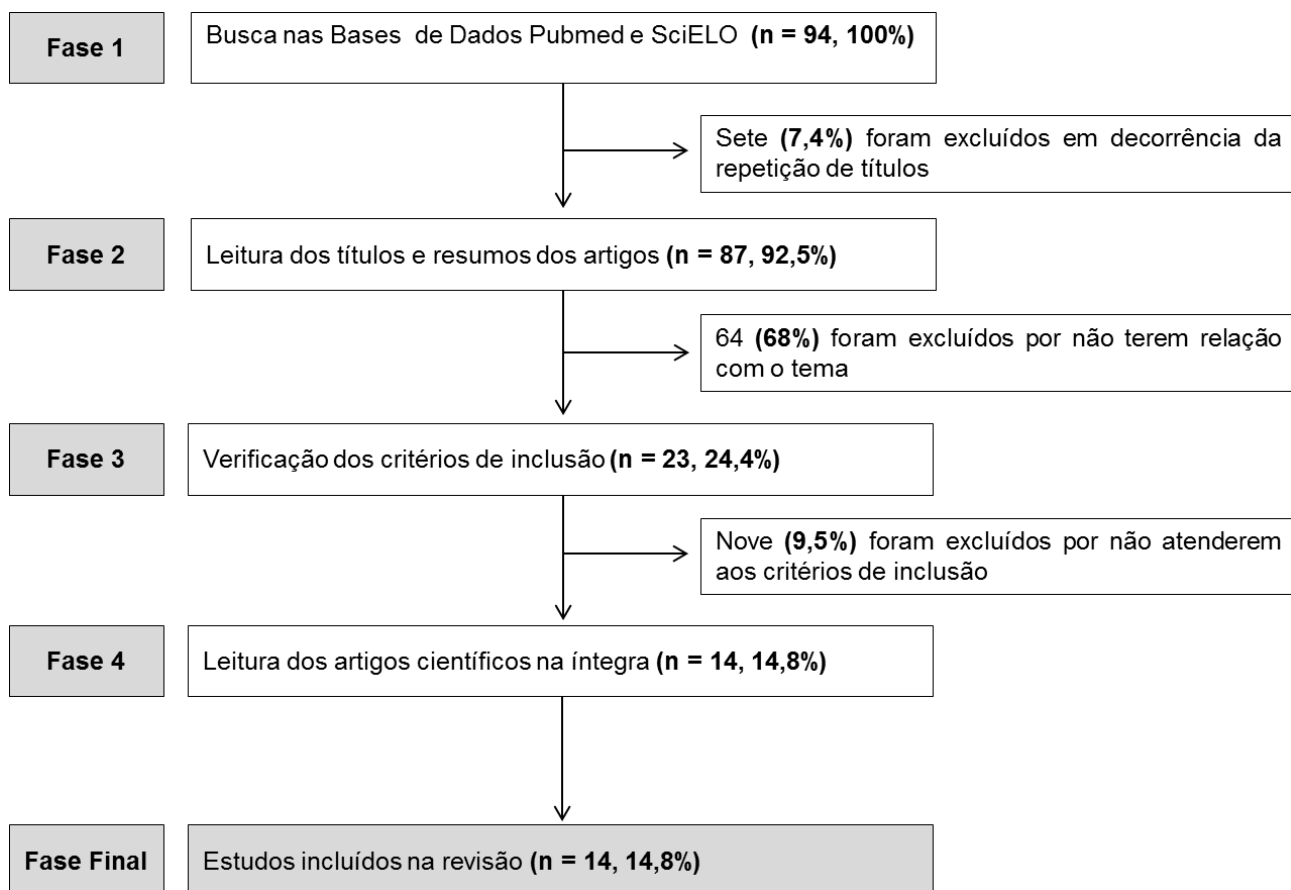 Fase 1
Busca nas Bases de Dados Pubmed e SciELO (n = 94, 100%)
Sete (7,4%) foram excluídos em decorrência da
repetição de títulos
Fase 2
Leitura dos títulos e resumos dos artigos (n = 87, 92,5%)
64 (68%) foram excluídos por não terem relação
com o tema
Fase 3
Verificação dos critérios de inclusão (n = 23, 24,4%)
Nove (9,5%) foram excluídos por não atenderem
aos critérios de inclusão
Fase 4
Leitura dos artigos científicos na íntegra (n = 14, 14,8%)
Fase Final
Estudos incluídos na revisão (n = 14, 14,8%)